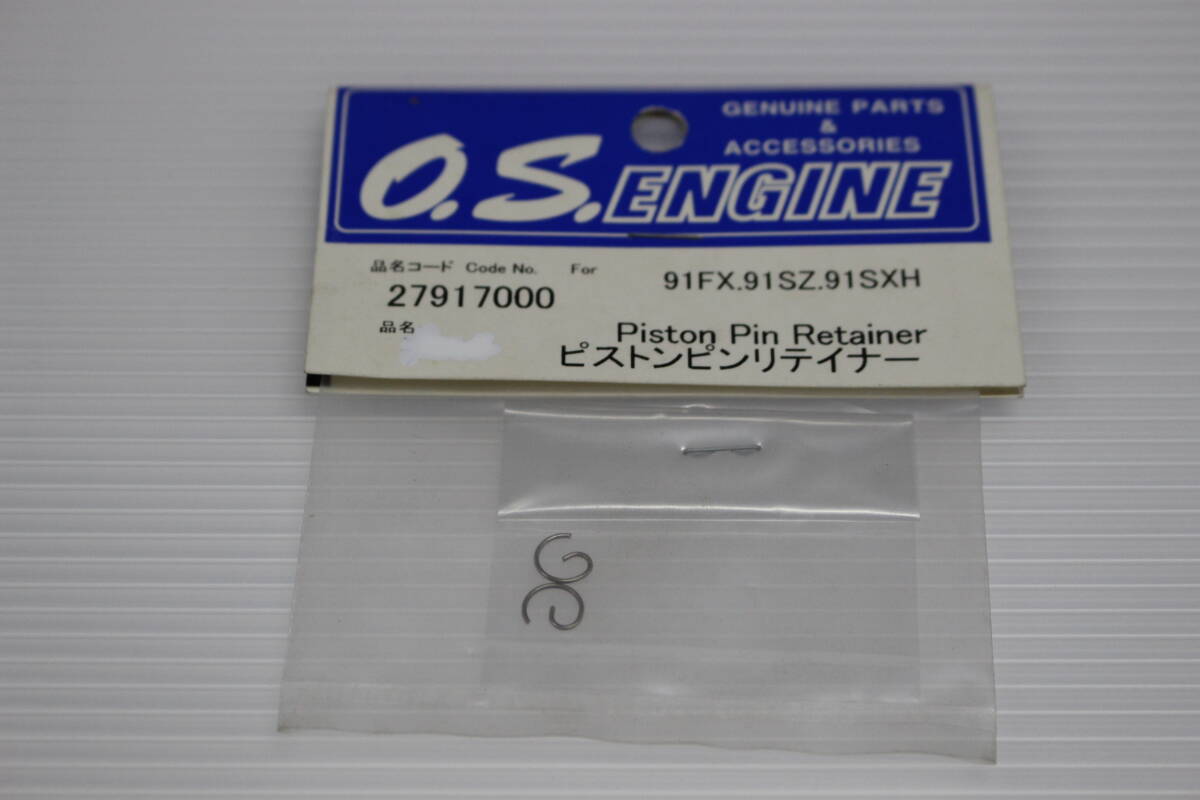 GENUINE PARTS
&
ACCESSORIES
O.S.ENGINE
品名コード Code No. For
27917000
91FX.91SZ.91SXH
品名
Piston Pin Retainer
ピストンピンリテイナー